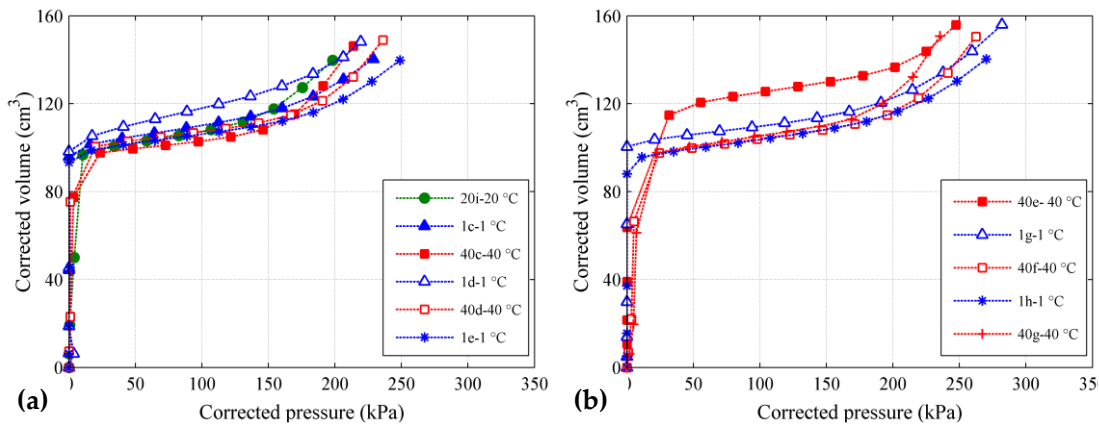 160
120
80
40
0
Corrected volume (cm³)
20i-20 °C
1c-1 °C
40c-40 °C
1d-1 °C
40d-40 °C
1e-1 °C
50 100 150 200 250 300 350
Corrected pressure (kPa)
(a)
160
120
80
40
0
Corrected volume (cm³)
40e- 40 °C
1g-1 °C
40f-40 °C
1h-1 °C
40g-40 °C
50 100 150 200 250 300 350
Corrected pressure (kPa)
(b)